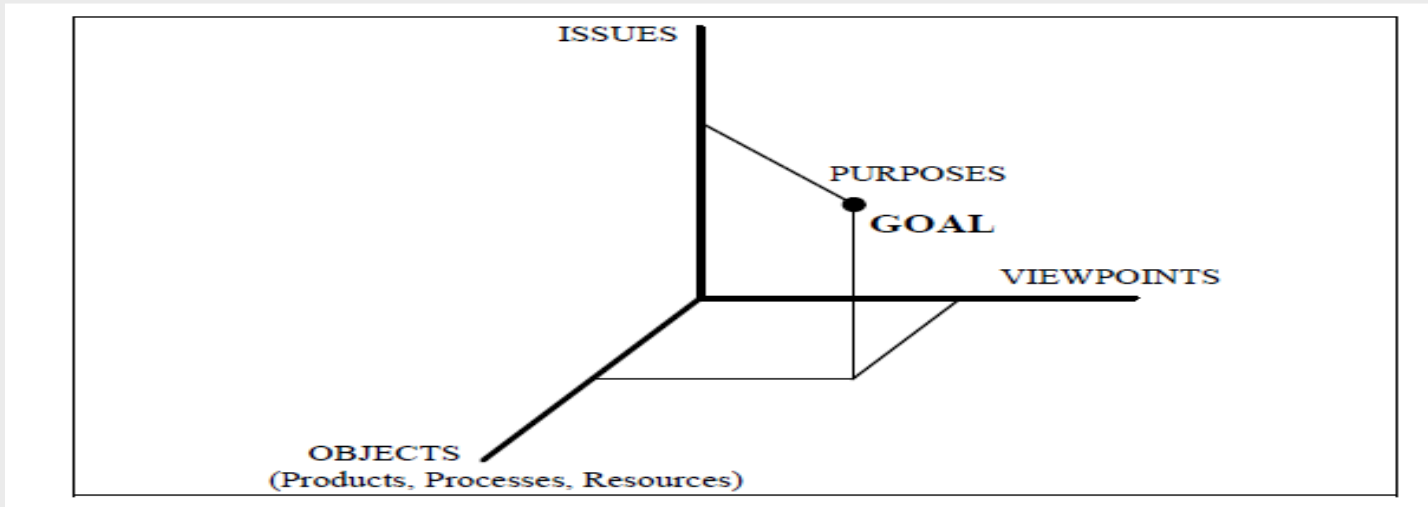 ISSUES
PURPOSES
GOAL
VIEWPOINTS
OBJECTS
(Products, Processes, Resources)